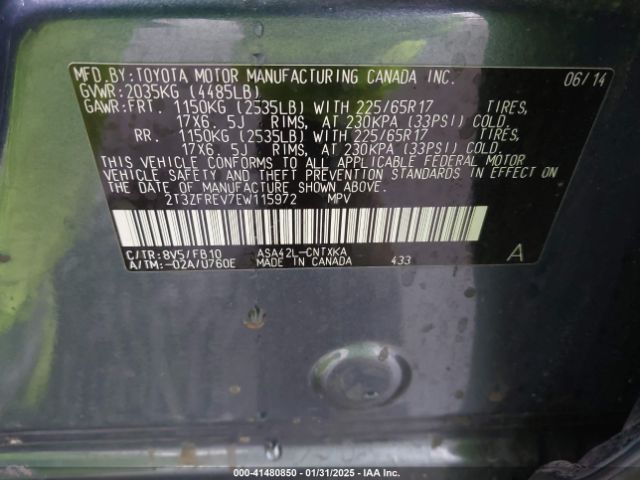 MFD. BY: TOYOTA MOTOR MANUFACTURING CANADA INC. 06/14
GVWR: 2035KG (4485LB)
GAWR: FRT. 1150KG (2535LB) WITH 225/65R17 TIRES,
17X6. 5J RIMS, AT 230KPA (33PSI) COLD.
RR. 1150KG (2535LB) WITH 225/65R17 TIRES,
17X6. 5J RIMS, AT 230KPA (33PSI) COLD.
THIS VEHICLE CONFORMS TO ALL APPLICABLE FEDERAL MOTOR
VEHICLE SAFETY AND THEFT PREVENTION STANDARDS IN EFFECT ON
THE DATE OF MANUFACTURE SHOWN ABOVE.
2T3ZFREV7EW115972 MPV
C/TR: 8V5/FB10 ASA42L-CNTXKA
A/TM: -02A/U760E MADE IN CANADA 433 A
000-41480850 - 01/31/2025 - IAA Inc.